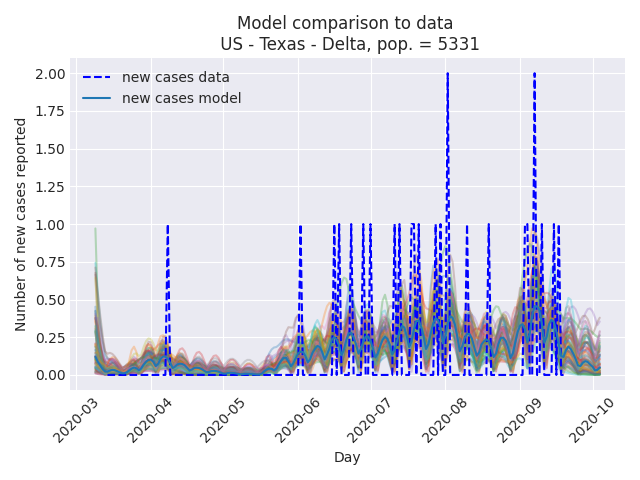 Model comparison to data
US - Texas - Delta, pop. = 5331
new cases data
new cases model
Number of new cases reported
2.00
1.75
1.50
1.25
1.00
0.75
0.50
0.25
0.00
2020-03
2020-04
2020-05
2020-06
2020-07
2020-08
2020-09
2020-10
Day